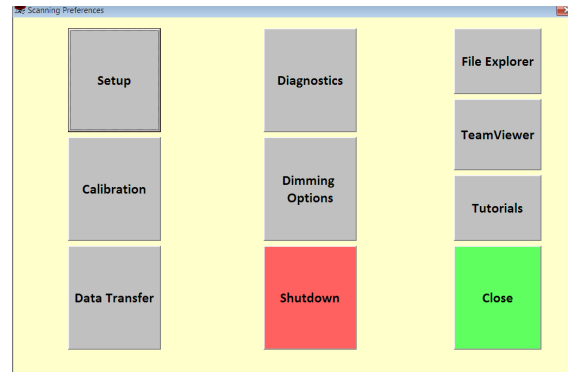 Scanning Preferences
Setup
Diagnostics
File Explorer
TeamViewer
Calibration
Dimming
Options
Tutorials
Data Transfer
Shutdown
Close